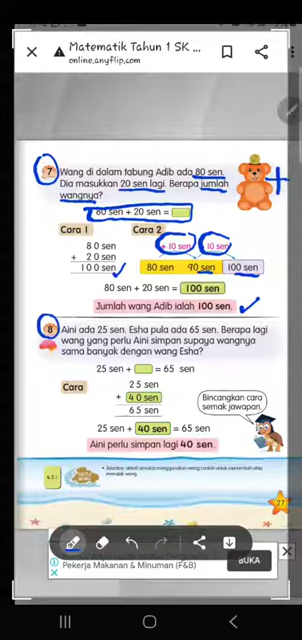 Matematik Tahun 1 SK ...
online.anyflip.com
7 Wang di dalam tabung Adib ada 80 sen.
Dia masukkan 20 sen lagi. Berapa jumlah
wangnya?
80 sen + 20 sen =
Cara 1 Cara 2
+ 10 sen + 10 sen
80 sen
+ 20 sen
100 sen
80 sen 90 sen 100 sen
80 sen + 20 sen = 100 sen
Jumlah wang Adib ialah 100 sen.
8 Aini ada 25 sen. Esha pula ada 65 sen. Berapa lagi
wang yang perlu Aini simpan supaya wangnya
sama banyak dengan wang Esha?
25 sen + = 65 sen
Cara
25 sen
+ 40 sen
65 sen
Bincangkan cara
semak jawapan.
25 sen + 40 sen = 65 sen
Aini perlu simpan lagi 40 sen.
27
Pekerja Makanan & Minuman (F&B)
BUKA